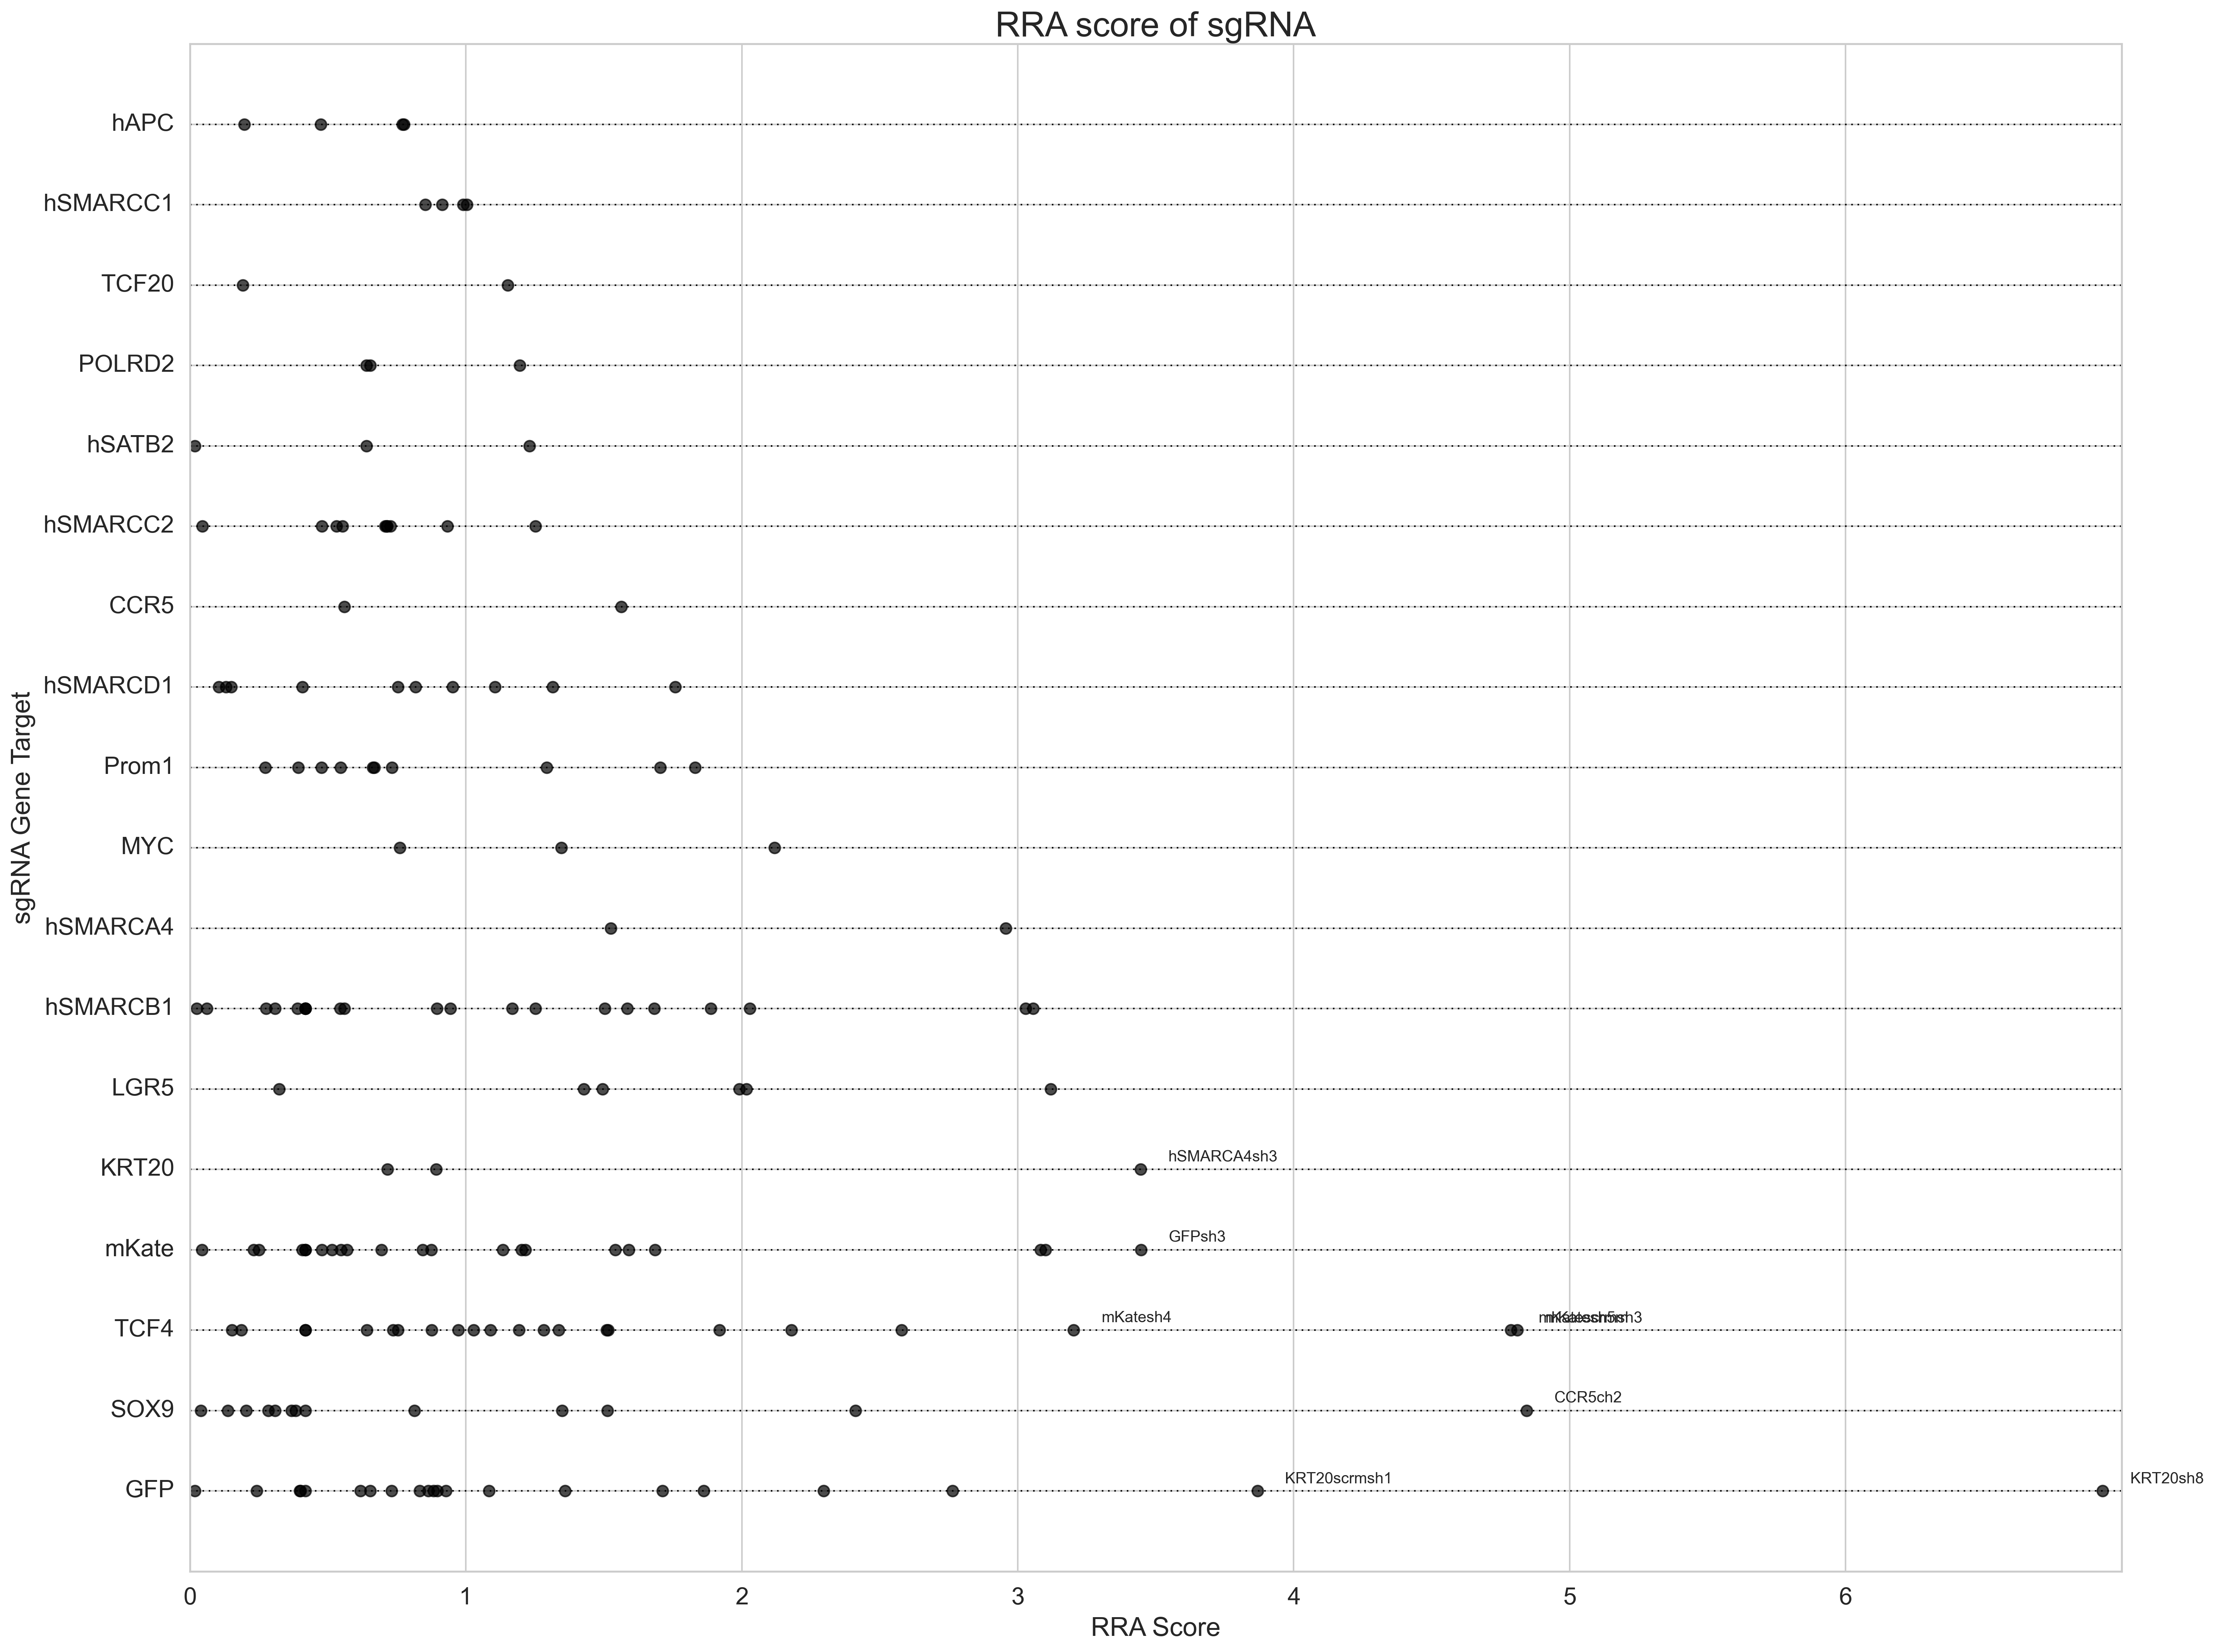 RRA score of sgRNA
hAPC
hSMARCC1
TCF20
POLRD2
hSATB2
hSMARCC2
CCR5
hSMARCD1
Prom1
MYC
hSMARCA4
hSMARCB1
LGR5
KRT20
hSMARCA4sh3
mKate
GFPsh3
TCF4
mKatesh4
SOX9
CCR5ch2
GFP
KRT20scrmsh1
KRT20sh8
sgRNA Gene Target
0 1 2 3 4 5 6
RRA Score